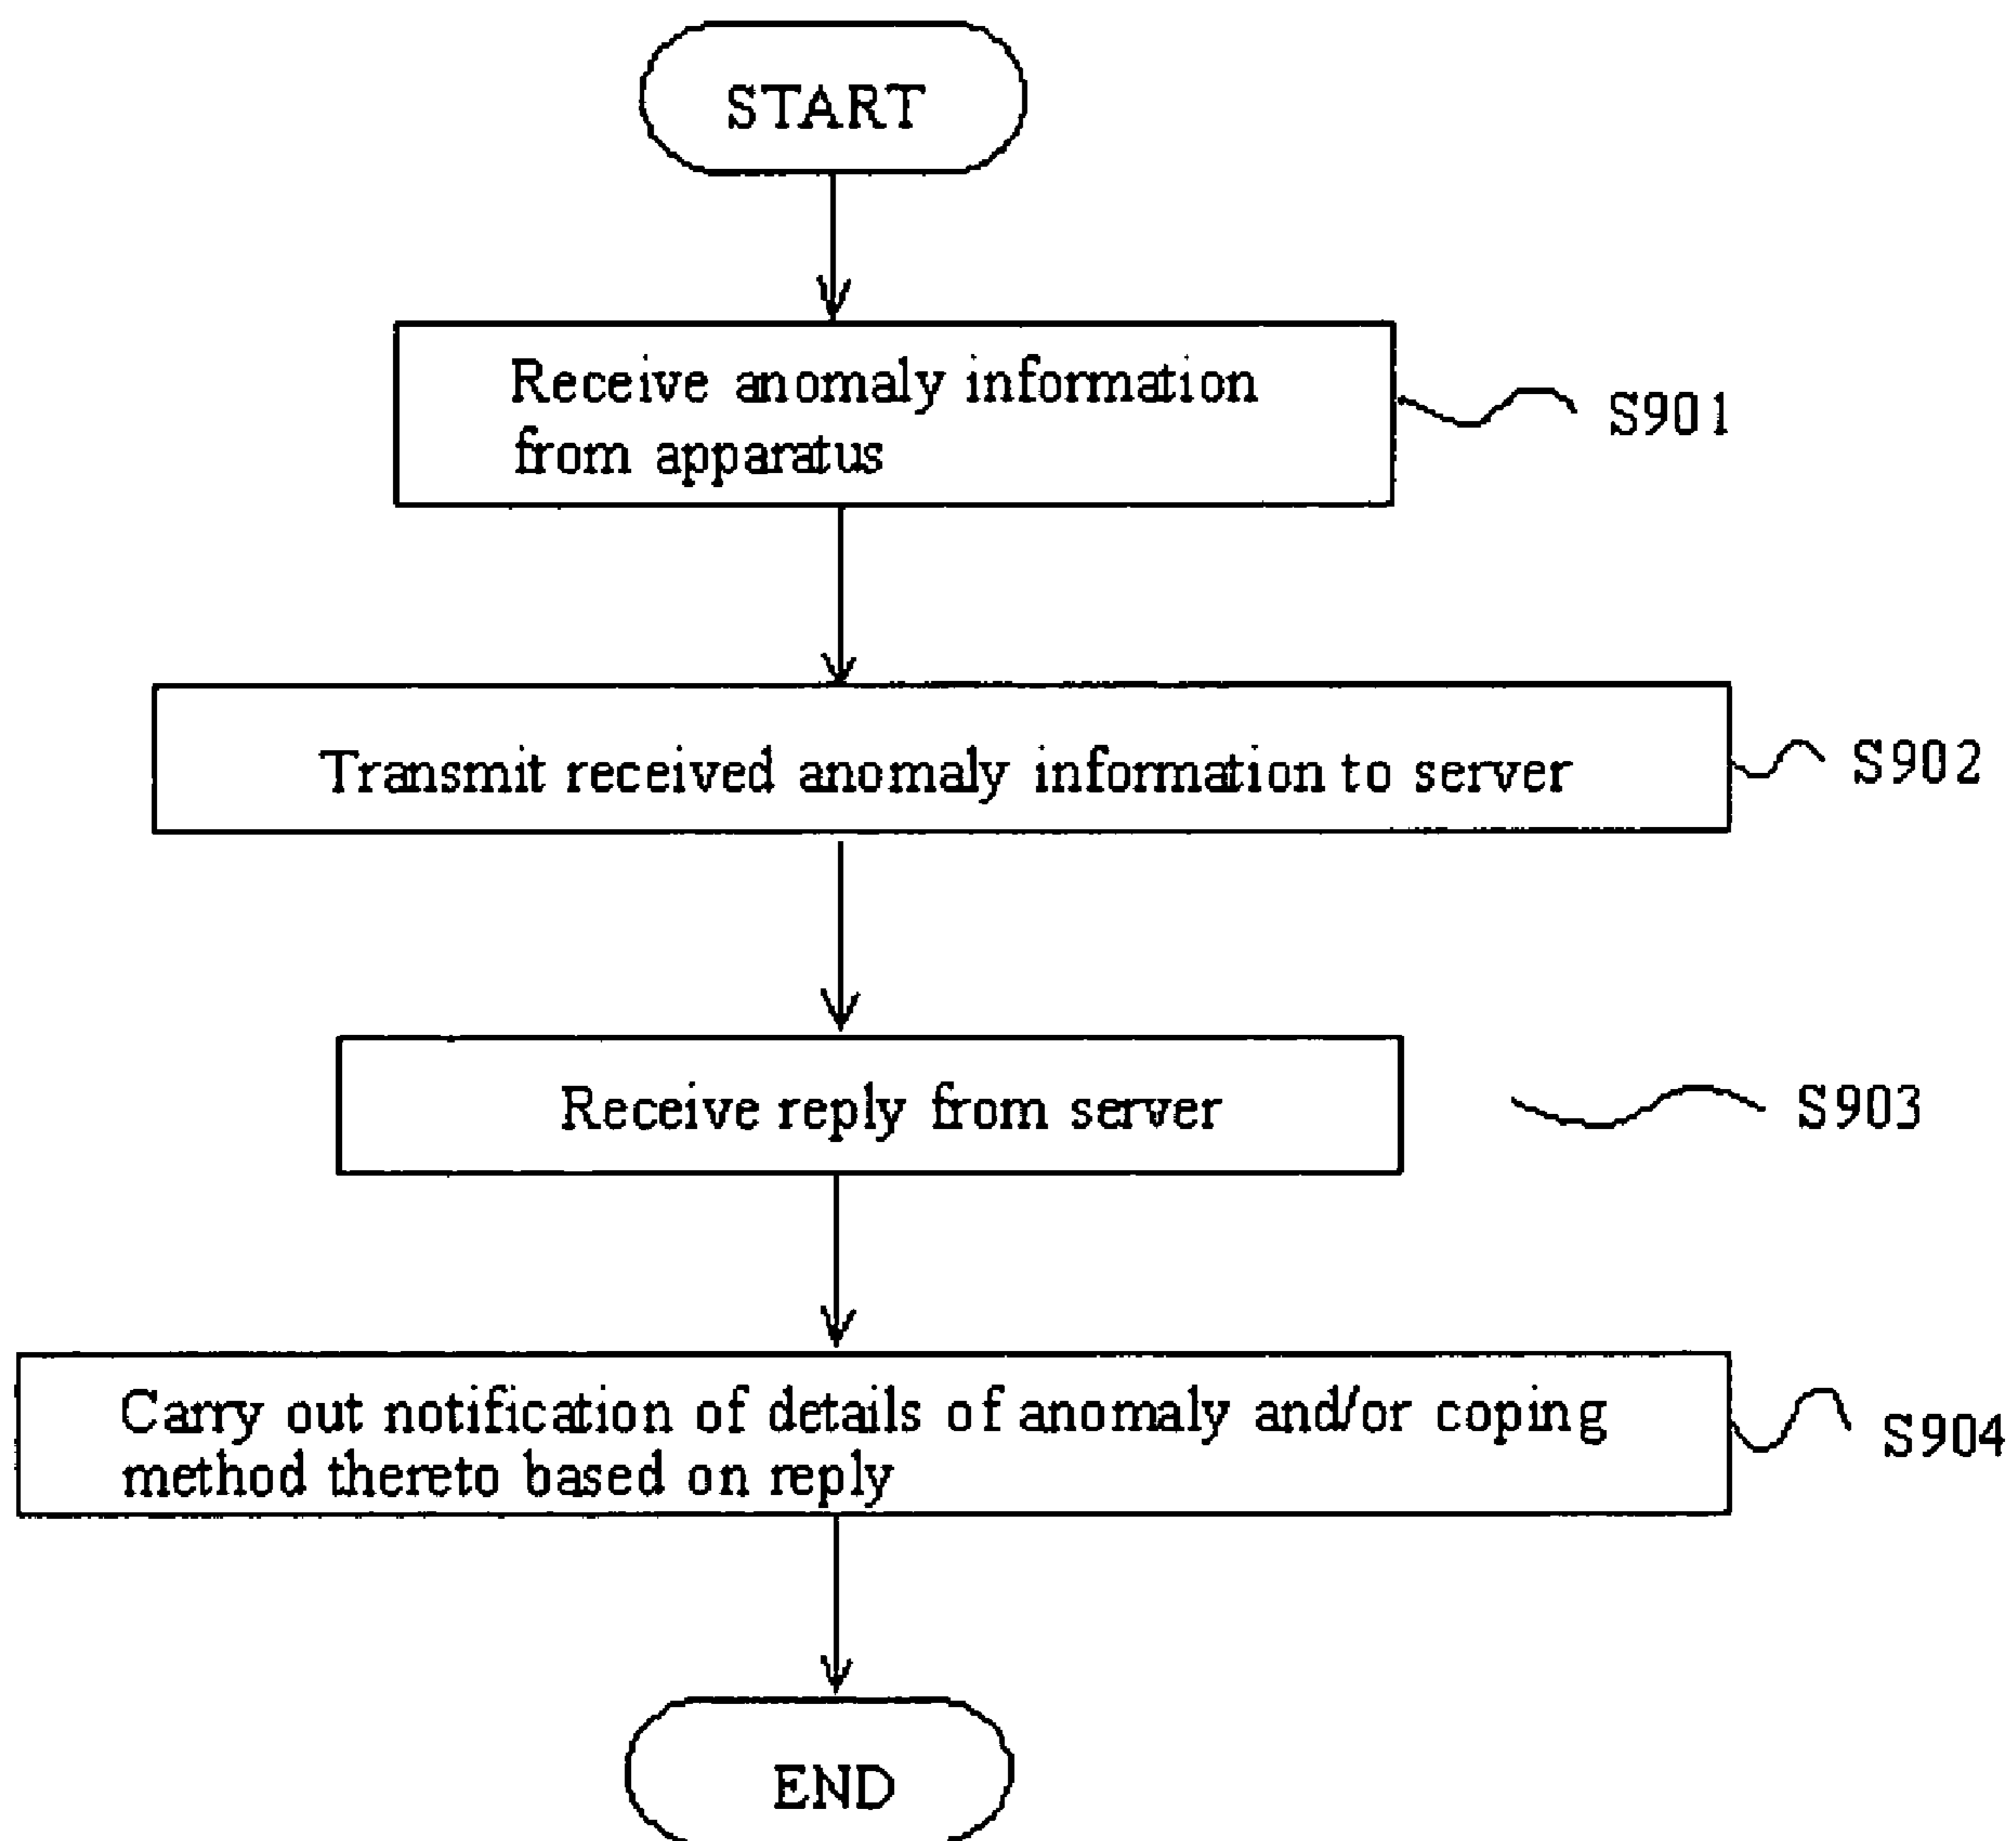 START
Receive anomaly information
from apparatus
S901
Transmit received anomaly information to server
S902
Receive reply from server
S903
Carry out notification of details of anomaly and/or coping
method thereto based on reply
S904
END